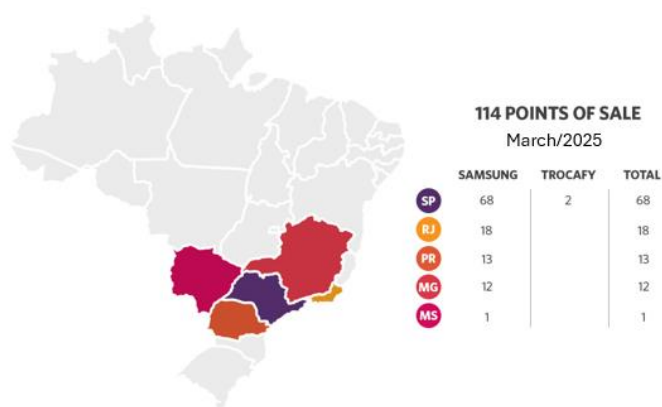 114 POINTS OF SALE
March/2025
SAMSUNG TROCAFY TOTAL
SP 68 2 68
RJ 18 18
PR 13 13
MG 12 12
MS 1 1